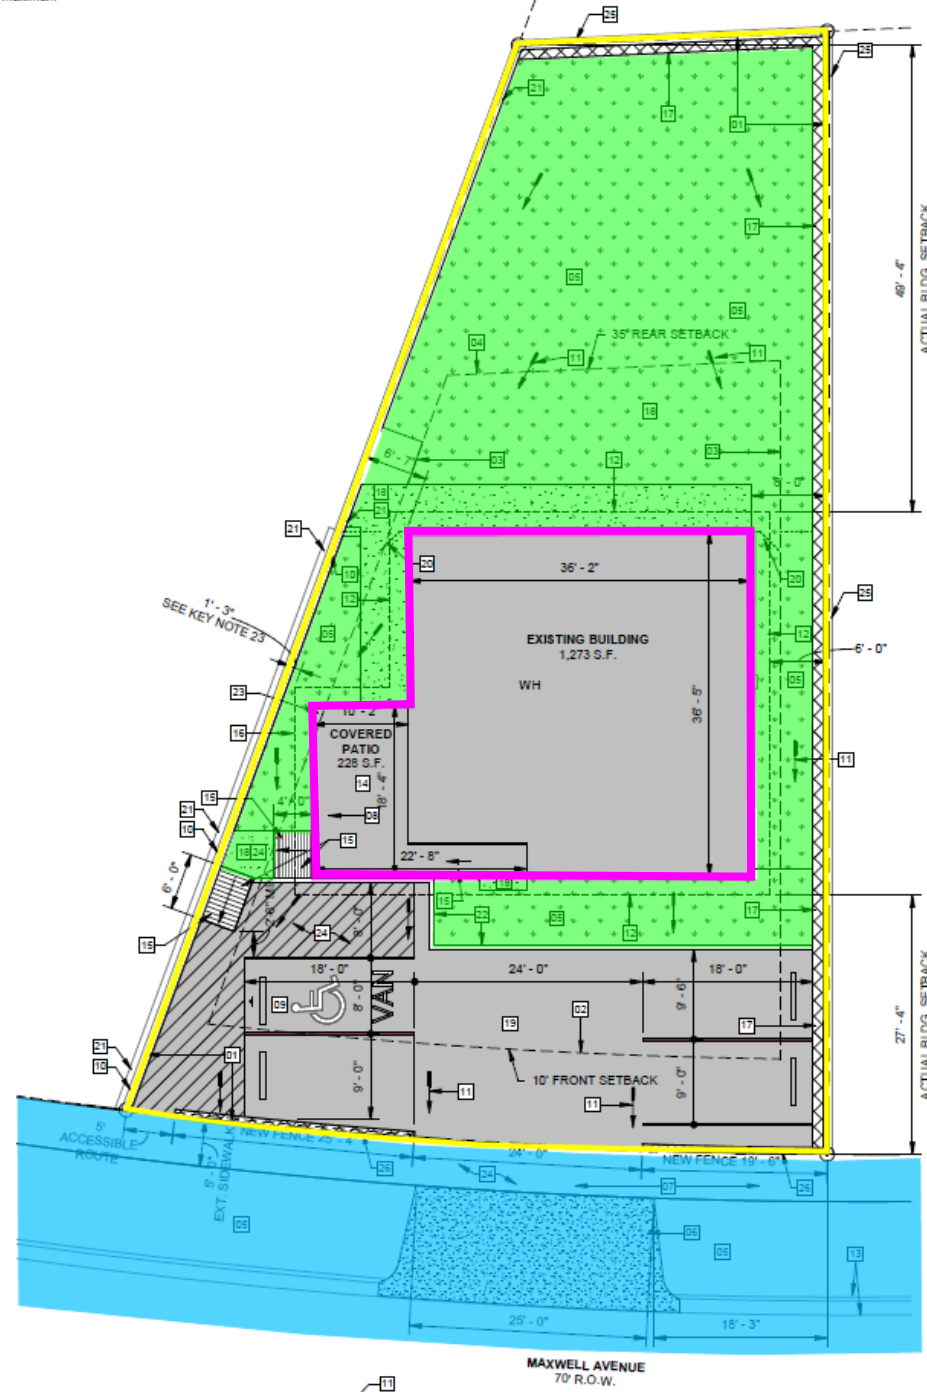 25
25
21
17
01
17
49' - 4"
ACTUAL BLDG. SETBACK
05
05
04
35' REAR SETBACK
11
11
18
6' - 7"
03
12
03
18
21
8' - 0"
21
10
20
36' - 2"
20
12
1' - 3"
SEE KEY NOTE 23
25
05
EXISTING BUILDING
1,273 S.F.
12
WH
05
6' - 0"
23
36' - 5"
16
10' - 2"
COVERED
PATIO
228 S.F.
14
18' - 4"
11
15
4' - 0"
21
08
10
15
18
24
22' - 8"
6' - 0"
18
15
22
05
12
17
15
24
8' - 0"
18' - 0"
24' - 0"
18' - 0"
09
8' - 0"
VAN
19
02
9' - 6"
17
27' - 4"
ACTUAL BLDG. SETBACK
21
01
10
9' - 0"
10' FRONT SETBACK
11
11
9' - 0"
5'
ACCESSIBLE
ROUTE
NEW FENCE 25' - 4"
24' - 0"
NEW FENCE 19' - 6"
EXT. SIDEWALK
26
24
07
26
05
06
05
13
25' - 0"
18' - 3"
MAXWELL AVENUE
70' R.O.W.
11